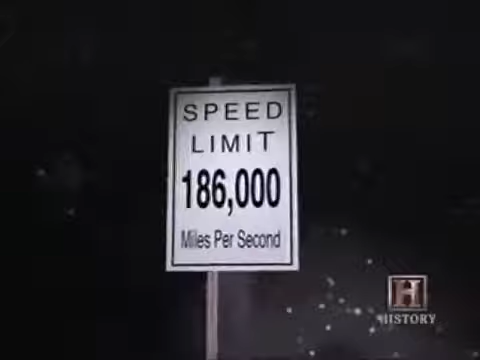 SPEED
LIMIT
186,000
Miles Per Second
H
HISTORY